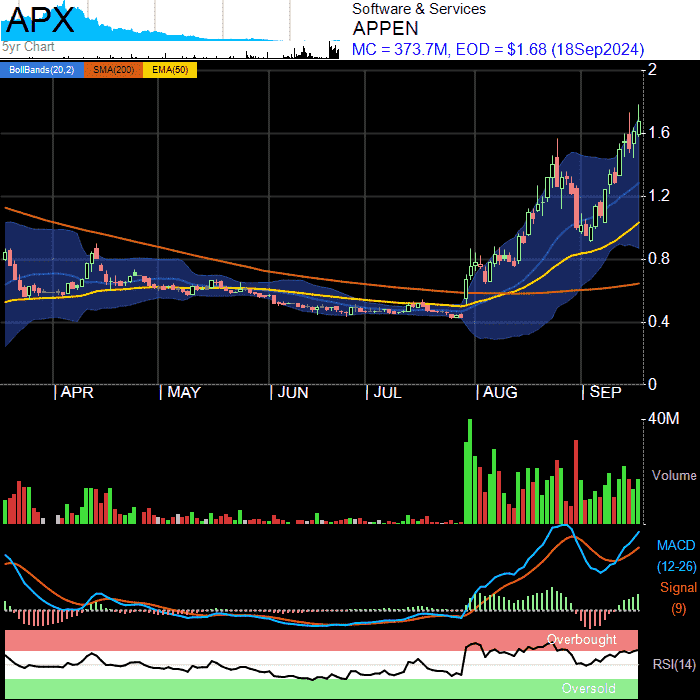 APX
5yr Chart
Software & Services
APPEN
MC = 373.7M, EOD = $1.68 (18Sep2024)
BollBands(20,2) SMA(200) EMA(50)
2
1.6
1.2
0.8
0.4
0
APR MAY JUN JUL AUG SEP
40M
Volume
MACD
(12-26)
Signal
(9)
Overbought
RSI(14)
Oversold